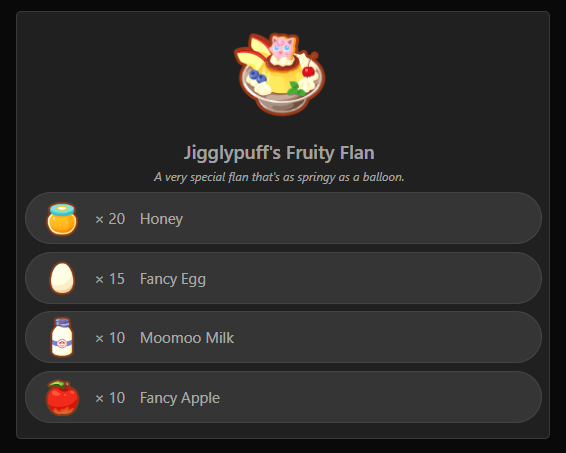 Jigglypuff's Fruity Flan
A very special flan that's as springy as a balloon.
× 20 Honey
× 15 Fancy Egg
× 10 Moomoo Milk
× 10 Fancy Apple